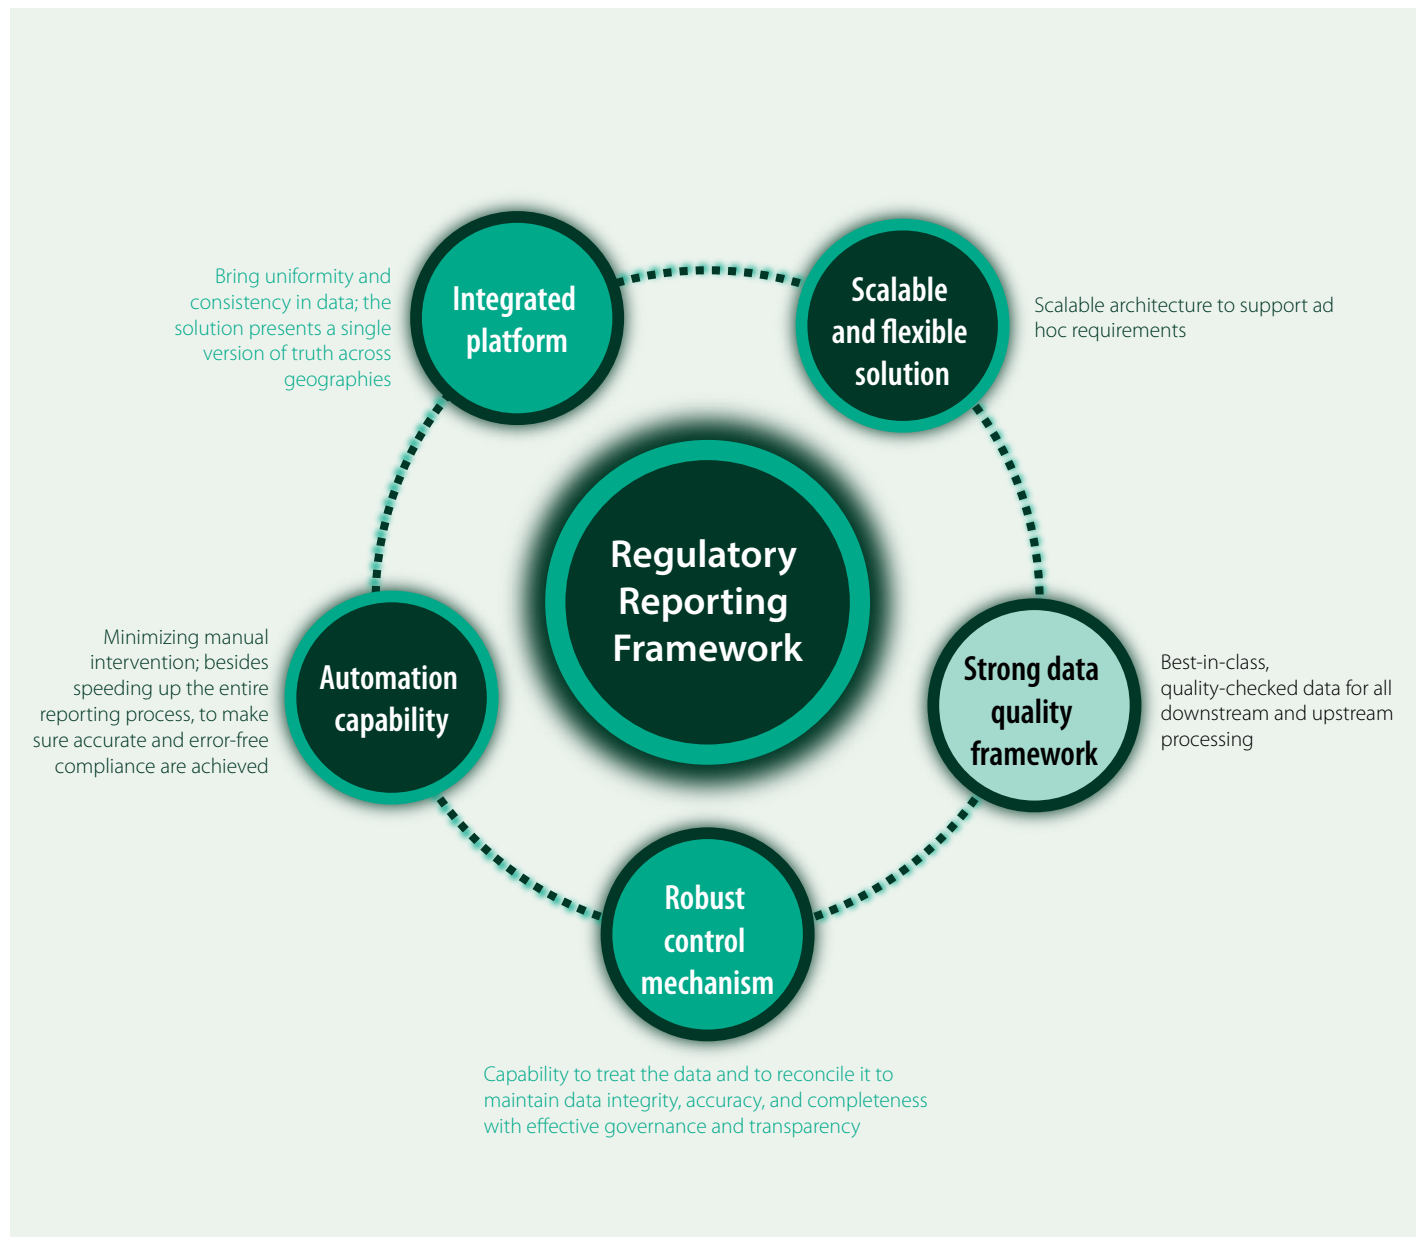 Bring uniformity and
consistency in data; the
solution presents a single
version of truth across
geographies
Integrated
platform
Scalable
and flexible
solution
Scalable architecture to support ad
hoc requirements
Regulatory
Reporting
Framework
Minimizing manual
intervention; besides
speeding up the entire
reporting process, to make
sure accurate and error-free
compliance are achieved
Automation
capability
Strong data
quality
framework
Best-in-class,
quality-checked data for all
downstream and upstream
processing
Robust
control
mechanism
Capability to treat the data and to reconcile it to
maintain data integrity, accuracy, and completeness
with effective governance and transparency